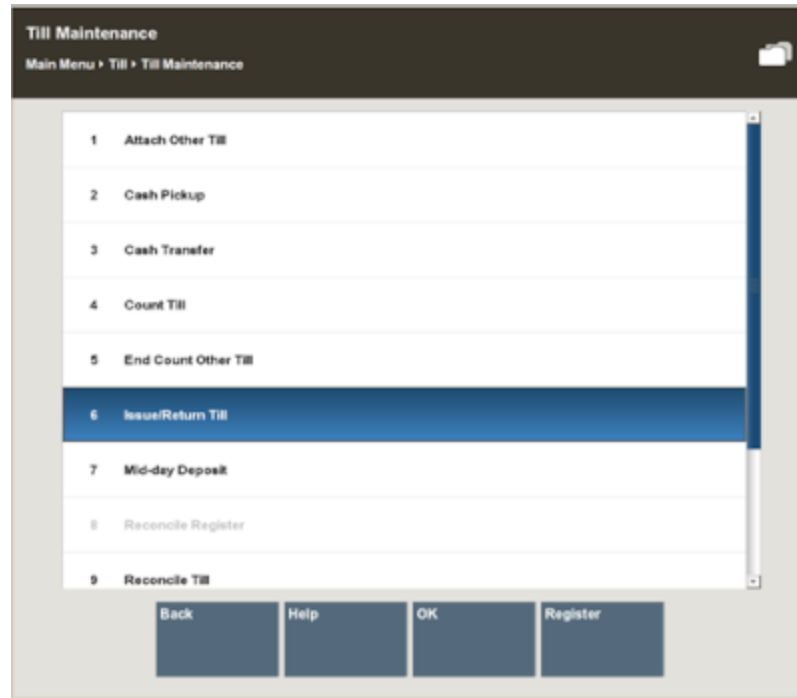 Till Maintenance
Main Menu ▸ Till ▸ Till Maintenance
1 Attach Other Till
2 Cash Pickup
3 Cash Transfer
4 Count Till
5 End Count Other Till
6 Issue/Return Till
7 Mid-day Deposit
8 Reconcile Register
9 Reconcile Till
Back Help OK Register